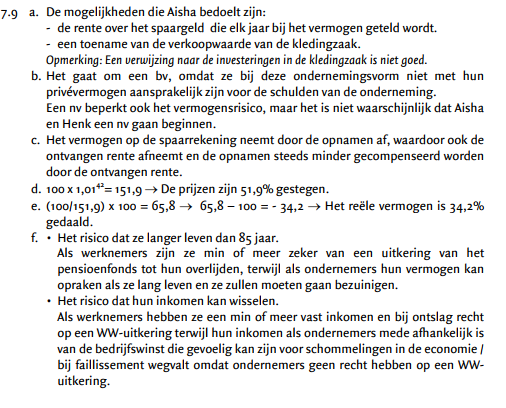 7.9 a. De mogelijkheden die Aisha bedoelt zijn:
- de rente over het spaargeld die elk jaar bij het vermogen geteld wordt.
- een toename van de verkoopwaarde van de kledingzaak.
Opmerking: Een verwijzing naar de investeringen in de kledingzaak is niet goed.
b. Het gaat om een bv, omdat ze bij deze ondernemingsvorm niet met hun
privévermogen aansprakelijk zijn voor de schulden van de onderneming.
Een nv beperkt ook het vermogensrisico, maar het is niet waarschijnlijk dat Aisha
en Henk een nv gaan beginnen.
c. Het vermogen op de spaarrekening neemt door de opnamen af, waardoor ook de
ontvangen rente afneemt en de opnamen steeds minder gecompenseerd worden
door de ontvangen rente.
d. 100 x 1,01⁴²= 151,9 → De prijzen zijn 51,9% gestegen.
e. (100/151,9) x 100 = 65,8 → 65,8 – 100 = - 34,2 → Het reële vermogen is 34,2%
gedaald.
f. • Het risico dat ze langer leven dan 85 jaar.
Als werknemers zijn ze min of meer zeker van een uitkering van het
pensioenfonds tot hun overlijden, terwijl als ondernemers hun vermogen kan
opraken als ze lang leven en ze zullen moeten gaan bezuinigen.
• Het risico dat hun inkomen kan wisselen.
Als werknemers hebben ze een min of meer vast inkomen en bij ontslag recht
op een WW-uitkering terwijl hun inkomen als ondernemers mede afhankelijk is
van de bedrijfswinst die gevoelig kan zijn voor schommelingen in de economie /
bij faillissement wegvalt omdat ondernemers geen recht hebben op een WW-
uitkering.